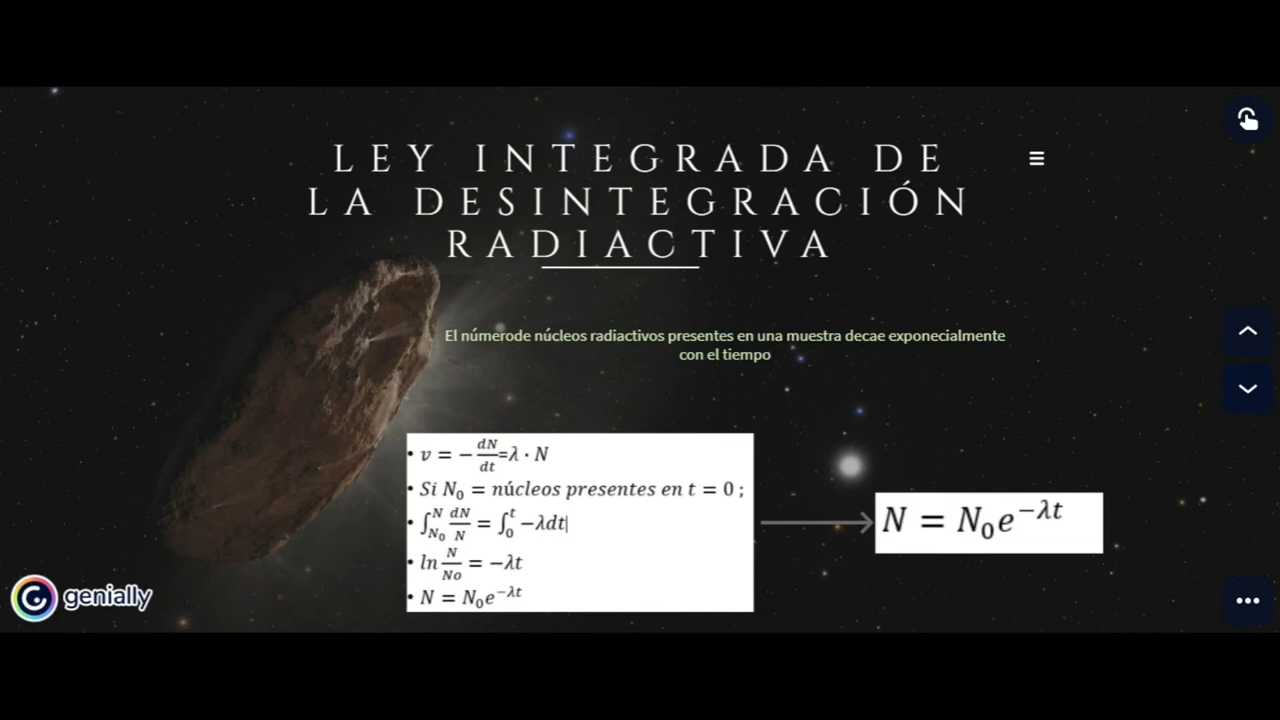 LEY INTEGRADA DE
LA DESINTEGRACIÓN
RADIACTIVA
El númerode núcleos radiactivos presentes en una muestra decae exponecialmente
con el tiempo
• v = − dN/dt =λ · N
• Si N₀ = núcleos presentes en t = 0 ;
• ∫_{N₀}^{N} dN/N = ∫_0^t −λdt
• ln N/No = −λt
• N = N₀e^{−λt}
N = N₀e^{−λt}
genially